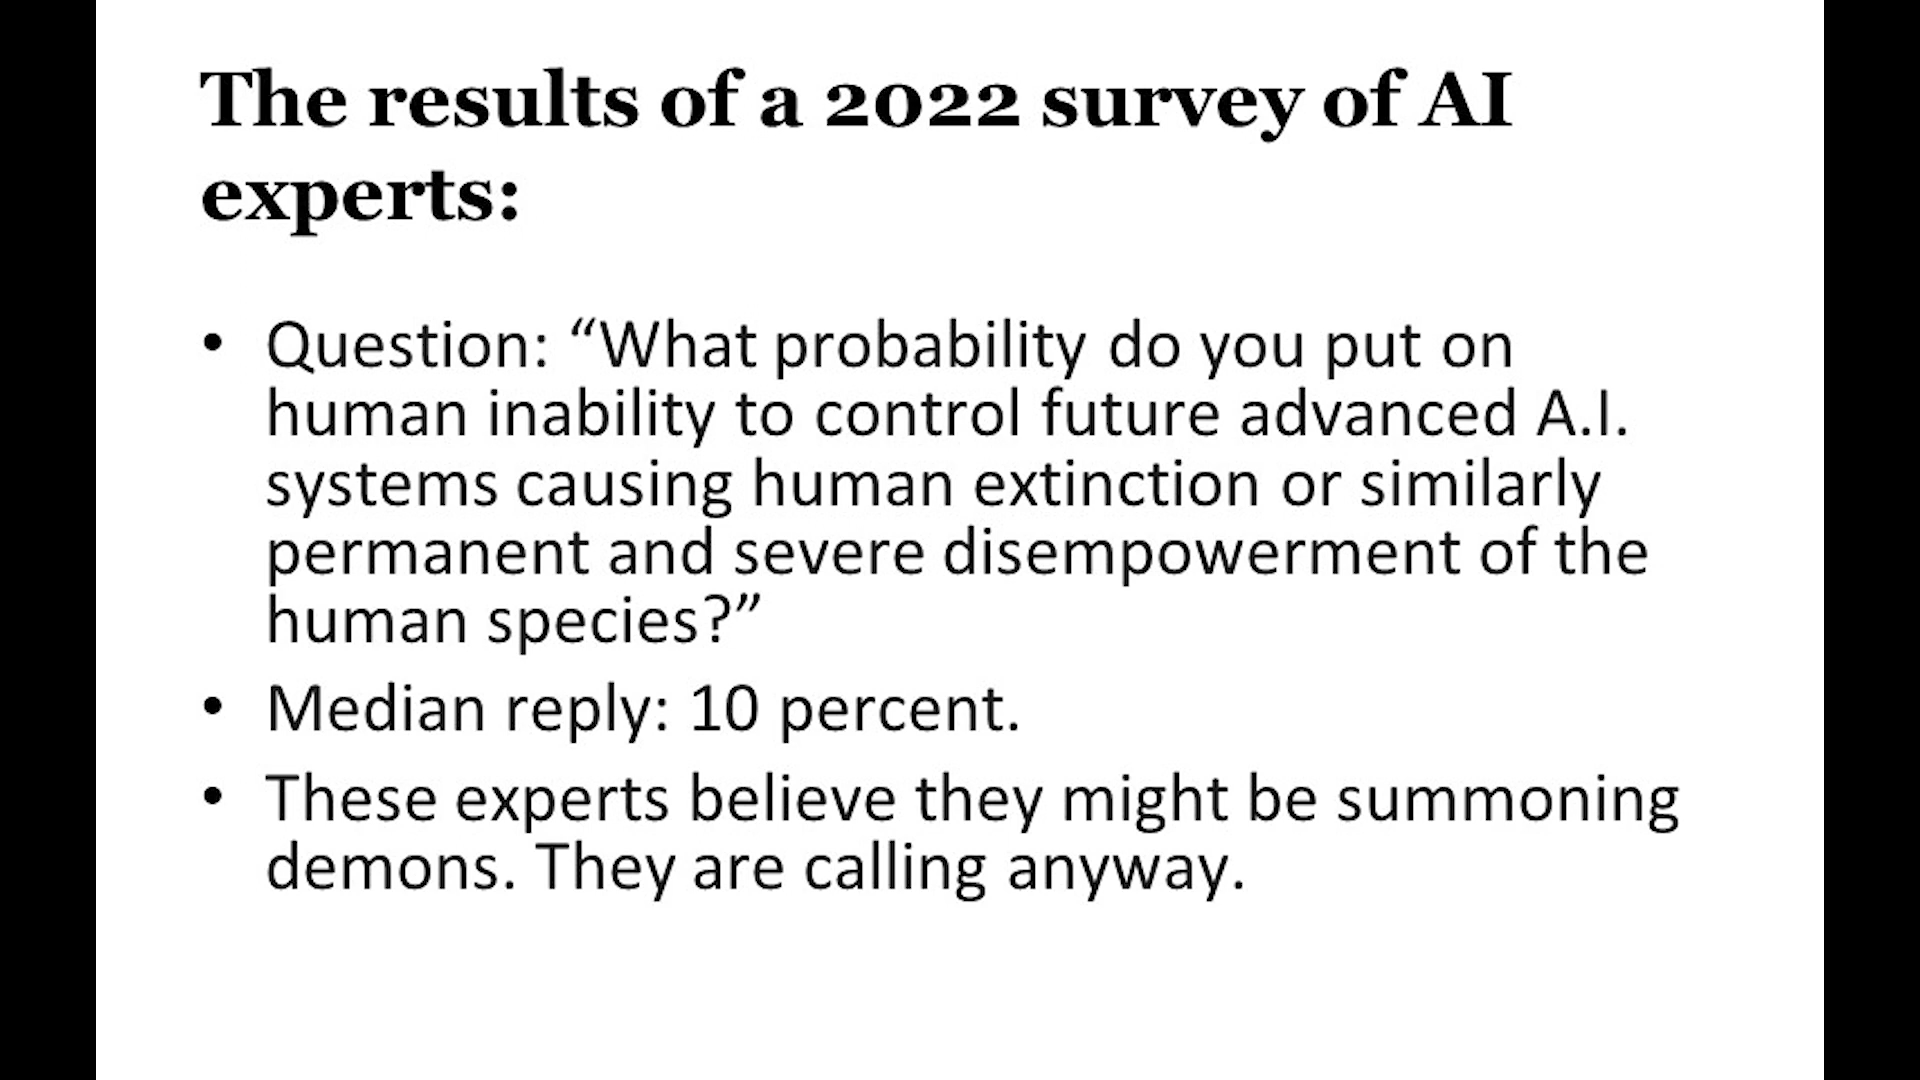 The results of a 2022 survey of AI
experts:
• Question: “What probability do you put on
human inability to control future advanced A.I.
systems causing human extinction or similarly
permanent and severe disempowerment of the
human species?”
• Median reply: 10 percent.
• These experts believe they might be summoning
demons. They are calling anyway.